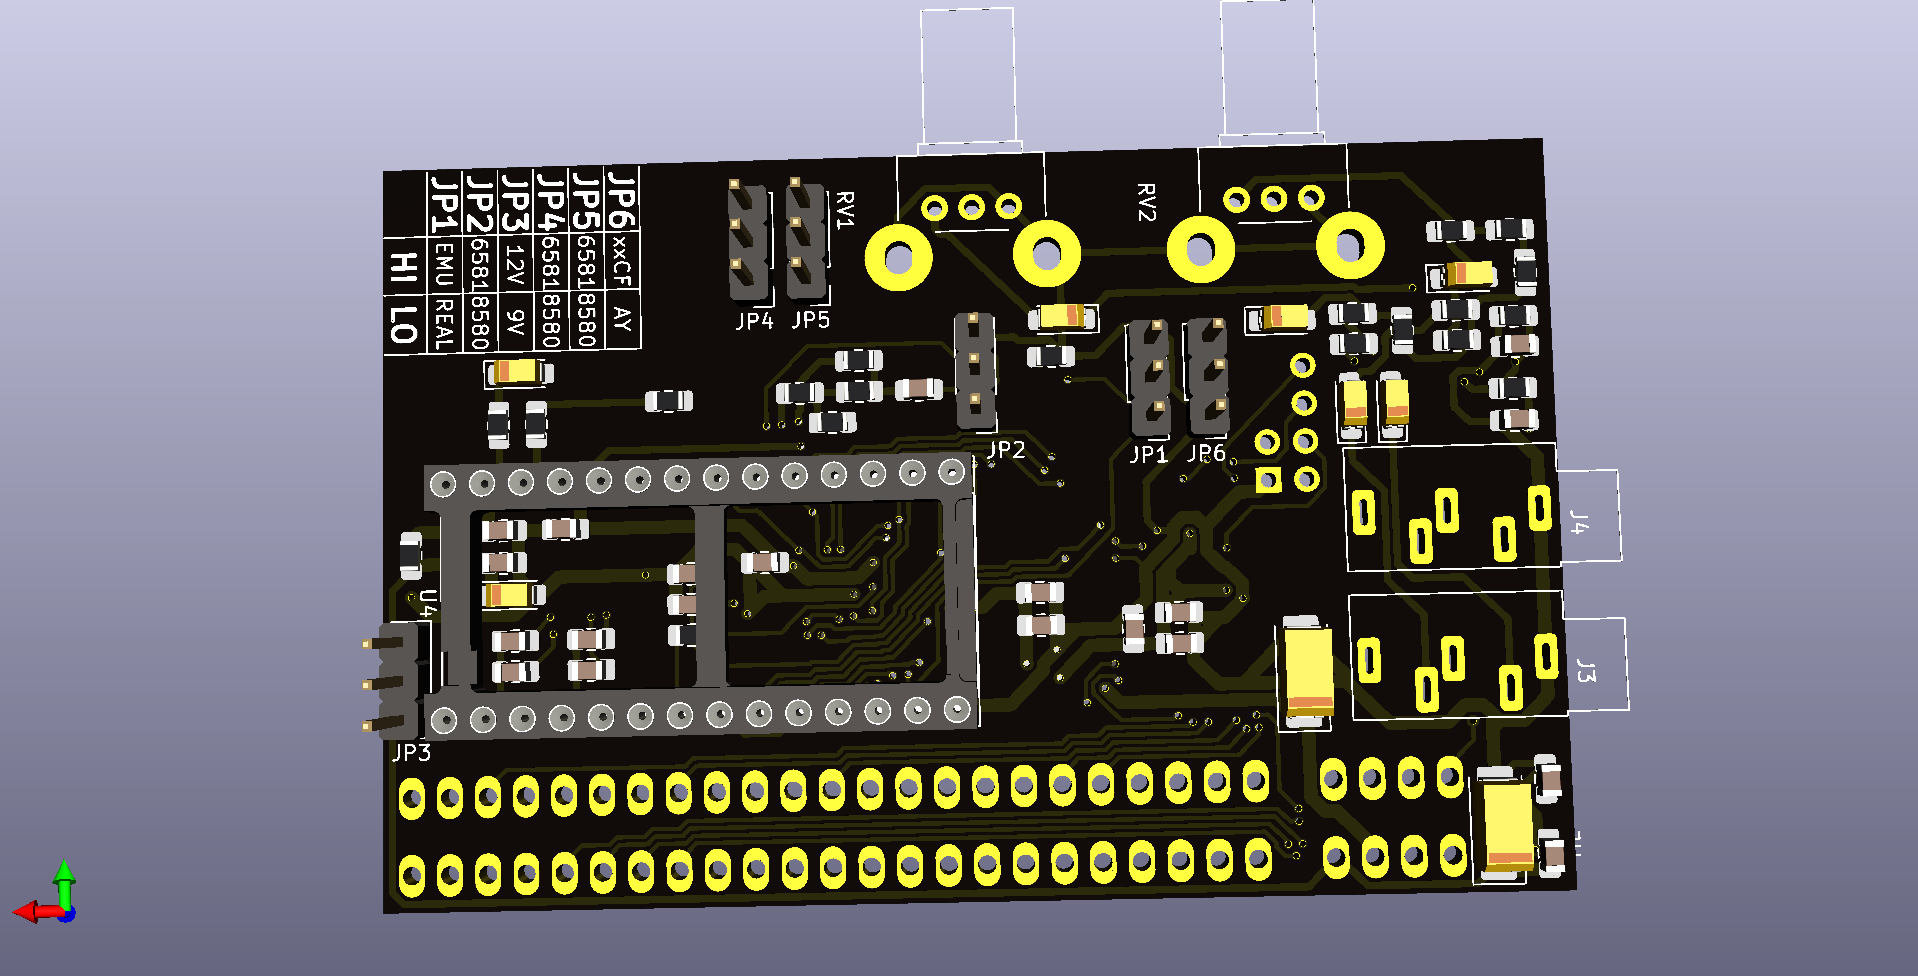 JP1 EMU REAL
JP2 6581 8580
JP3 12V 9V
JP4 6581 8580
JP5 6581 8580
JP6 xxCF AY
HI
LO
RV1
RV2
JP4
JP5
JP2
JP1
JP6
J4
U4
J3
JP3